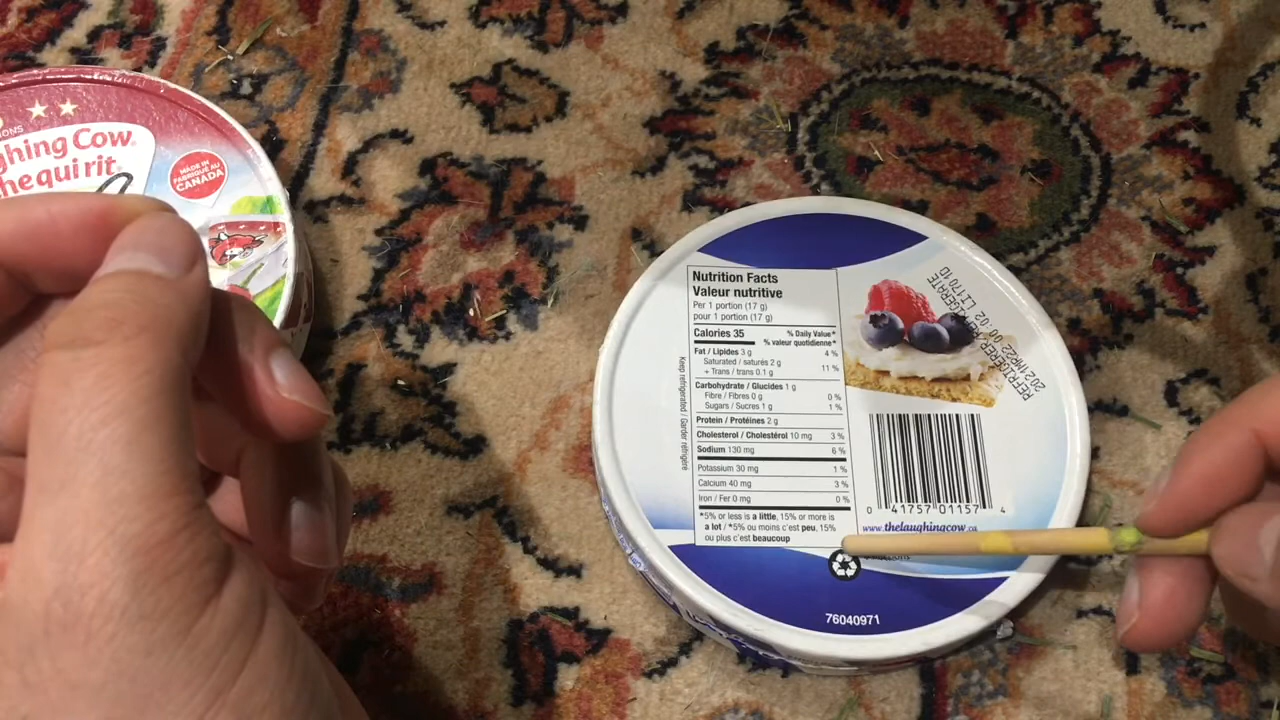 IONS
ghing Cow
he qui rit
MADE IN
FABRIQUÉ AU
CANADA
Nutrition Facts
Valeur nutritive
Per 1 portion (17 g)
pour 1 portion (17 g)
Calories 35
% Daily Value*
% valeur quotidienne*
Fat / Lipides 3 g 4 %
Saturated / saturés 2 g
+ Trans / trans 0.1 g 11 %
Carbohydrate / Glucides 1 g
Fibre / Fibres 0 g 0 %
Sugars / Sucres 1 g 1 %
Protein / Protéines 2 g
Cholesterol / Cholestérol 10 mg 3 %
Sodium 130 mg 6 %
Potassium 30 mg 1 %
Calcium 40 mg 3 %
Iron / Fer 0 mg 0 %
*5% or less is a little, 15% or more is
a lot / *5% ou moins c'est peu, 15%
ou plus c'est beaucoup
Keep refrigerated / Garder réfrigéré
REFRIGERER/REFRIGERATE
LI1701D
0 41757 01157 4
www.thelaughingcow.ca
76040971